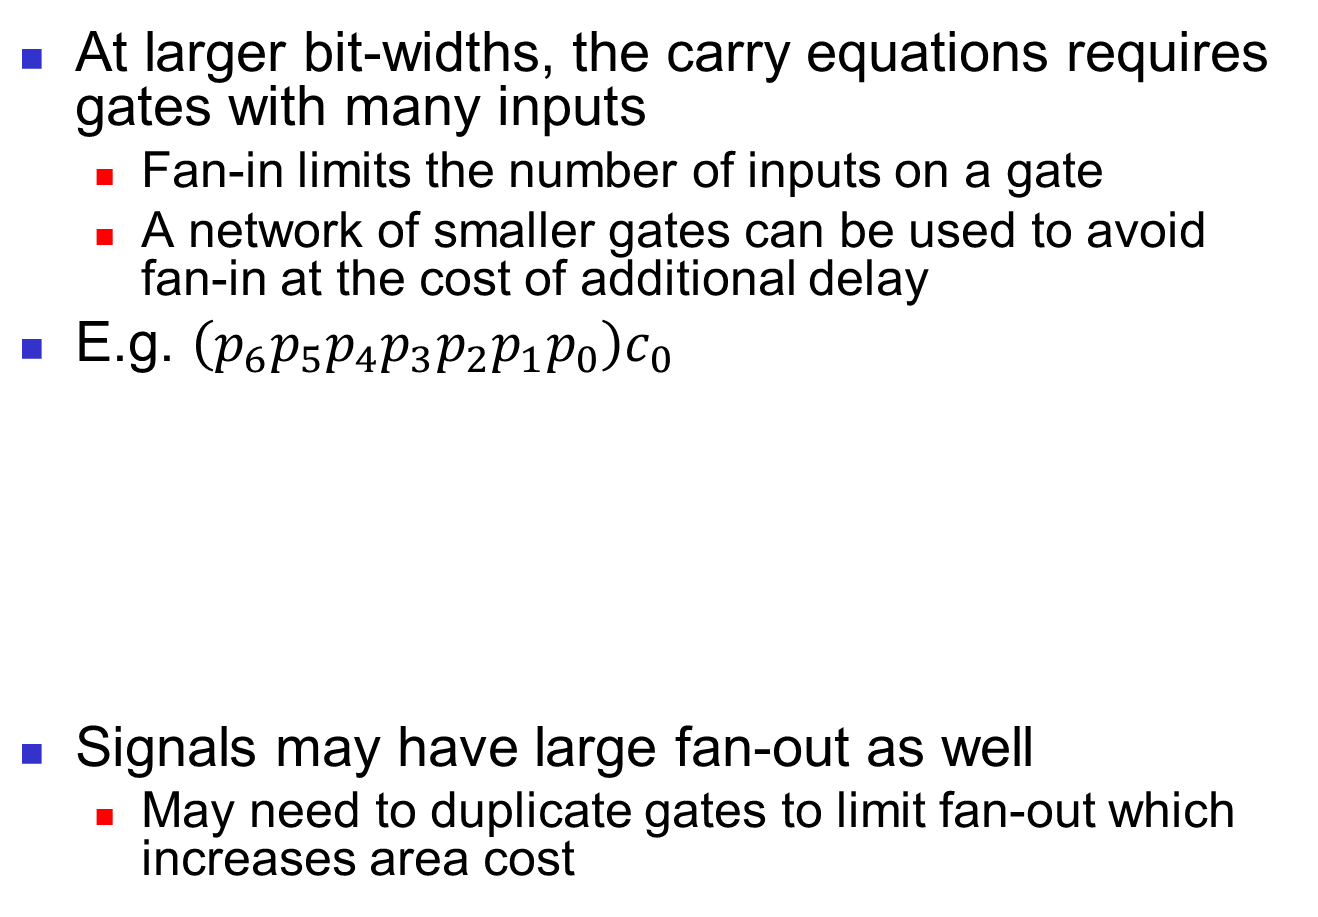 At larger bit-widths, the carry equations requires
gates with many inputs
Fan-in limits the number of inputs on a gate
A network of smaller gates can be used to avoid
fan-in at the cost of additional delay
E.g. (p₆p₅p₄p₃p₂p₁p₀)c₀
Signals may have large fan-out as well
May need to duplicate gates to limit fan-out which
increases area cost